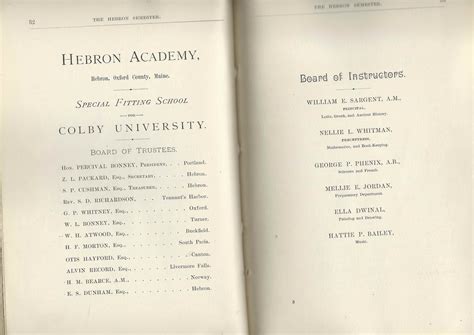 52
THE HEBRON SEMESTER.
HEBRON ACADEMY,
Hebron, Oxford County, Maine.
SPECIAL FITTING SCHOOL
FOR
COLBY UNIVERSITY.
BOARD OF TRUSTEES.
HON. PERCIVAL BONNEY, PRESIDENT, . . . Portland.
Z. L. PACKARD, ESQ., SECRETARY, . . . Hebron.
S. P. CUSHMAN, ESQ., TREASURER, . . . Hebron.
REV. S. D. RICHARDSON, . . . Tennant's Harbor.
G. P. WHITNEY, ESQ., . . . Oxford.
W. L. BONNEY, ESQ., . . . Turner.
W. H. ATWOOD, ESQ., . . . Buckfield.
H. F. MORTON, ESQ., . . . South Paris.
OTIS HAYFORD, ESQ., . . . Canton.
ALVIN RECORD, ESQ., . . . Livermore Falls.
H. M. BEARCE, A.M., . . . Norway.
E. S. DUNHAM, ESQ., . . . Hebron.
THE HEBRON SEMESTER.
Board of Instructors.
WILLIAM E. SARGENT, A.M.,
PRINCIPAL,
Latin, Greek, and Ancient History.
NELLIE L. WHITMAN,
PRECEPTRESS,
Mathematics, and Book-Keeping.
GEORGE P. PHENIX, A.B.,
Sciences and French.
MELLIE E. JORDAN,
Preparatory Department.
ELLA DWINAL,
Painting and Drawing.
HATTIE P. BAILEY,
Music.